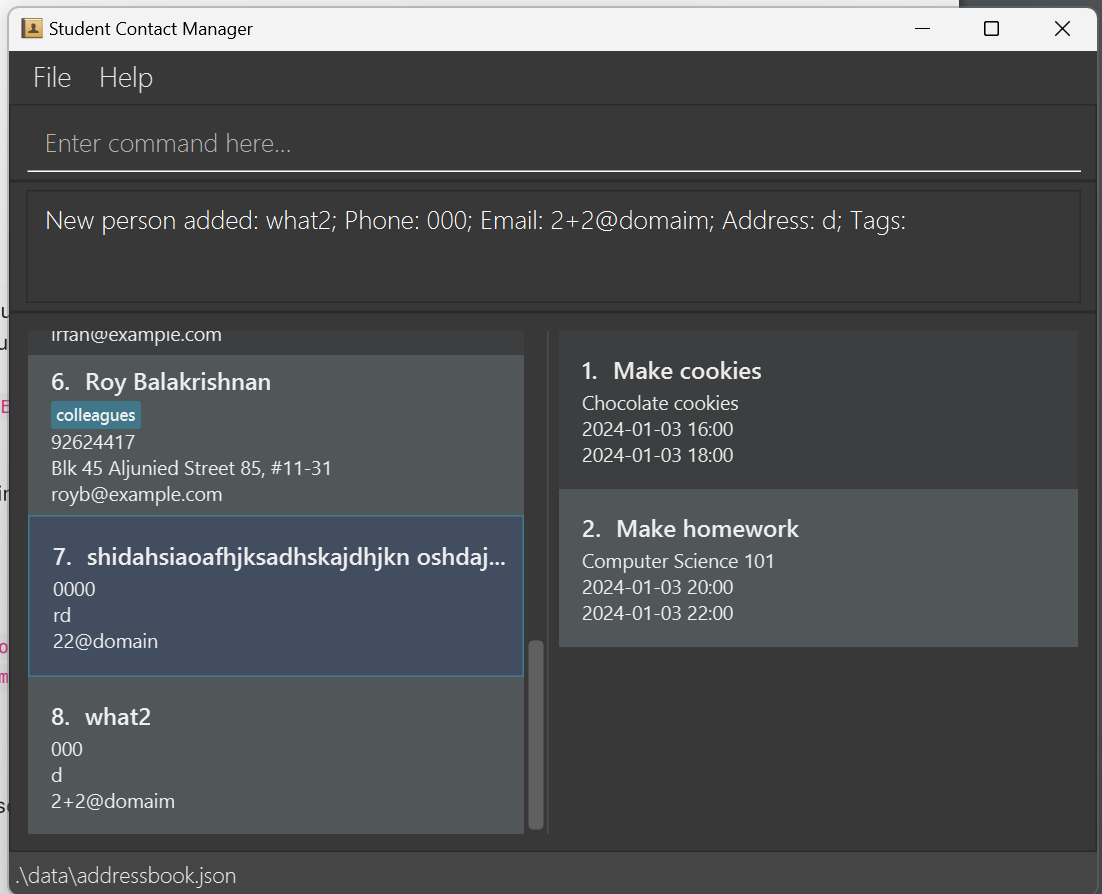 Student Contact Manager
File Help
Enter command here...
New person added: what2; Phone: 000; Email: 2+2@domaim; Address: d; Tags:
irfan@example.com
6. Roy Balakrishnan
colleagues
92624417
Blk 45 Aljunied Street 85, #11-31
royb@example.com
7. shidahsiaoafhjksadhskajdhjkn oshdaj...
0000
rd
22@domain
8. what2
000
d
2+2@domaim
1. Make cookies
Chocolate cookies
2024-01-03 16:00
2024-01-03 18:00
2. Make homework
Computer Science 101
2024-01-03 20:00
2024-01-03 22:00
.\data\addressbook.json